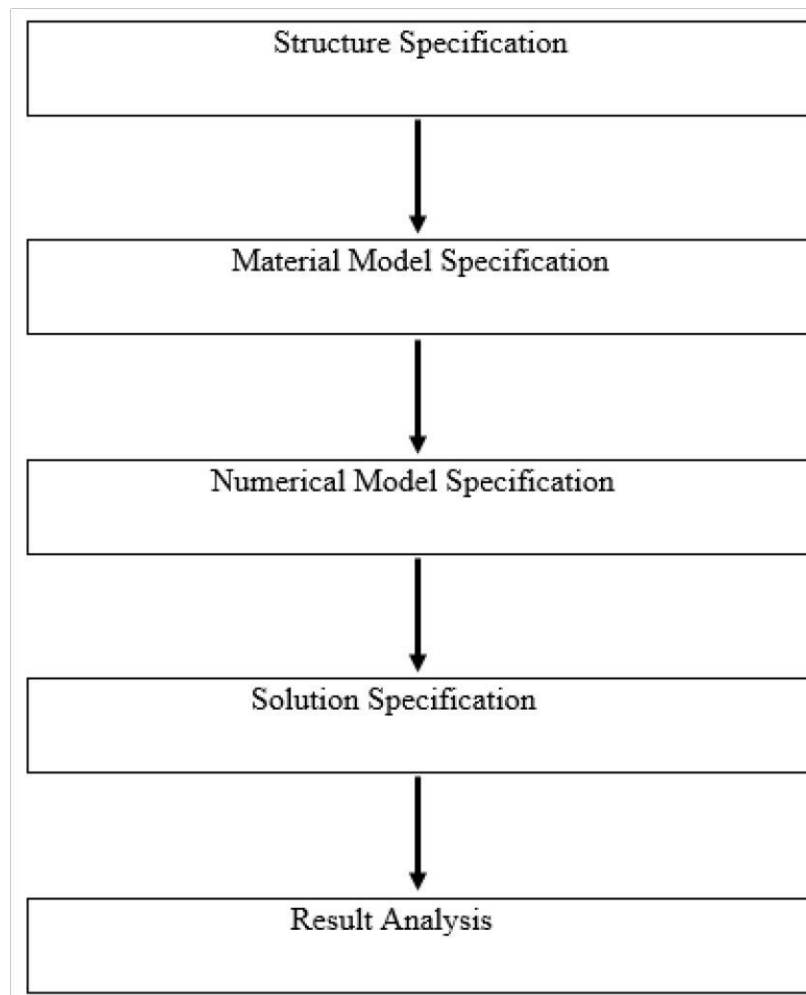 Structure Specification
Material Model Specification
Numerical Model Specification
Solution Specification
Result Analysis